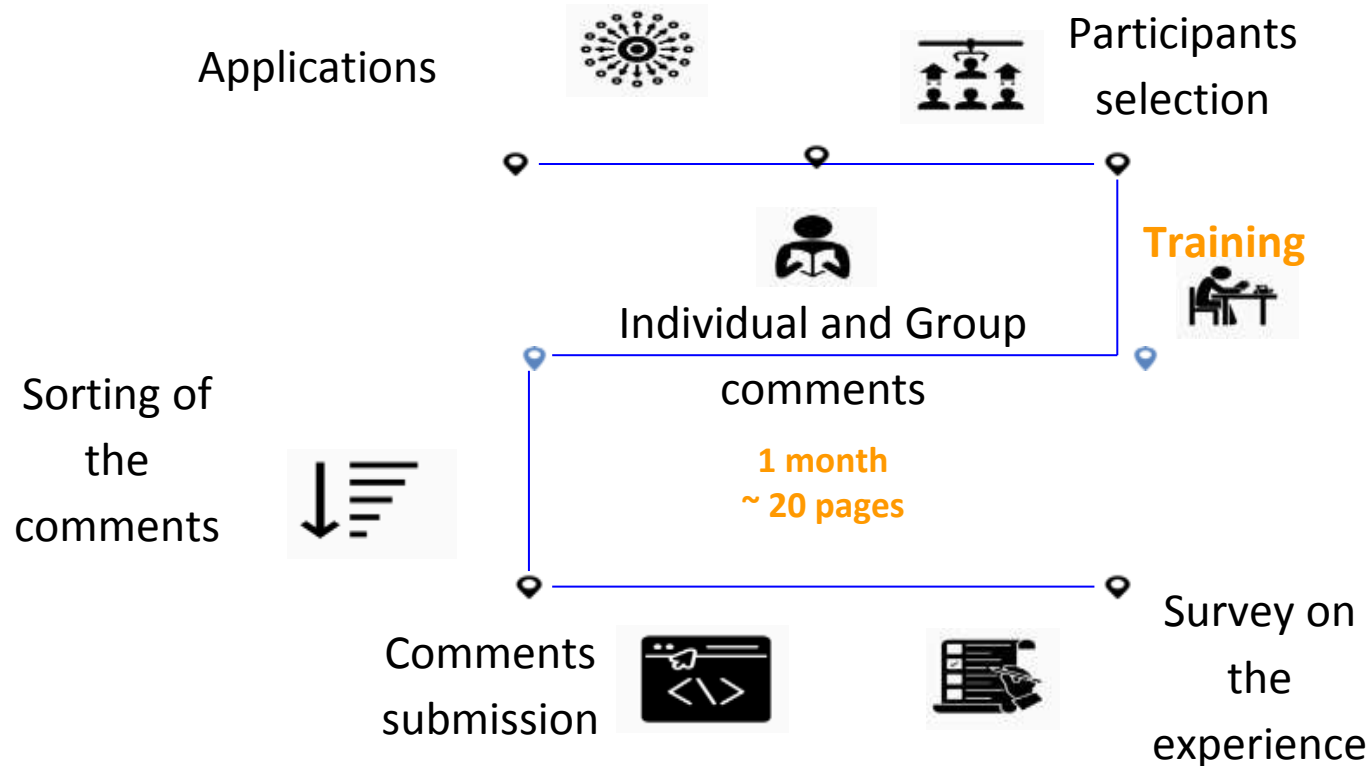 Applications
Participants
selection
Training
Individual and Group
comments
1 month
~ 20 pages
Sorting of
the
comments
Comments
submission
Survey on
the
experience